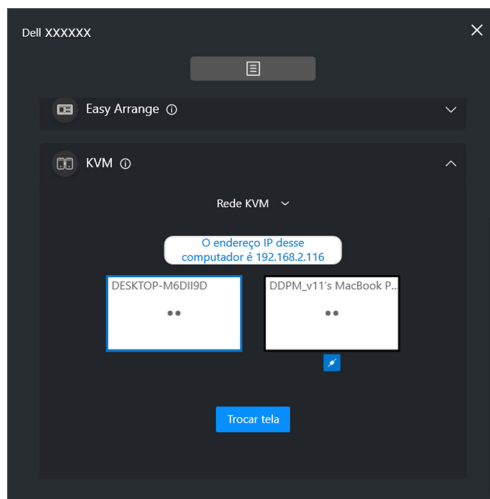 Dell XXXXXX
Easy Arrange
KVM
Rede KVM
O endereço IP desse
computador é 192.168.2.116
DESKTOP-M6DII9D
DDPM_v11's MacBook P..
Trocar tela